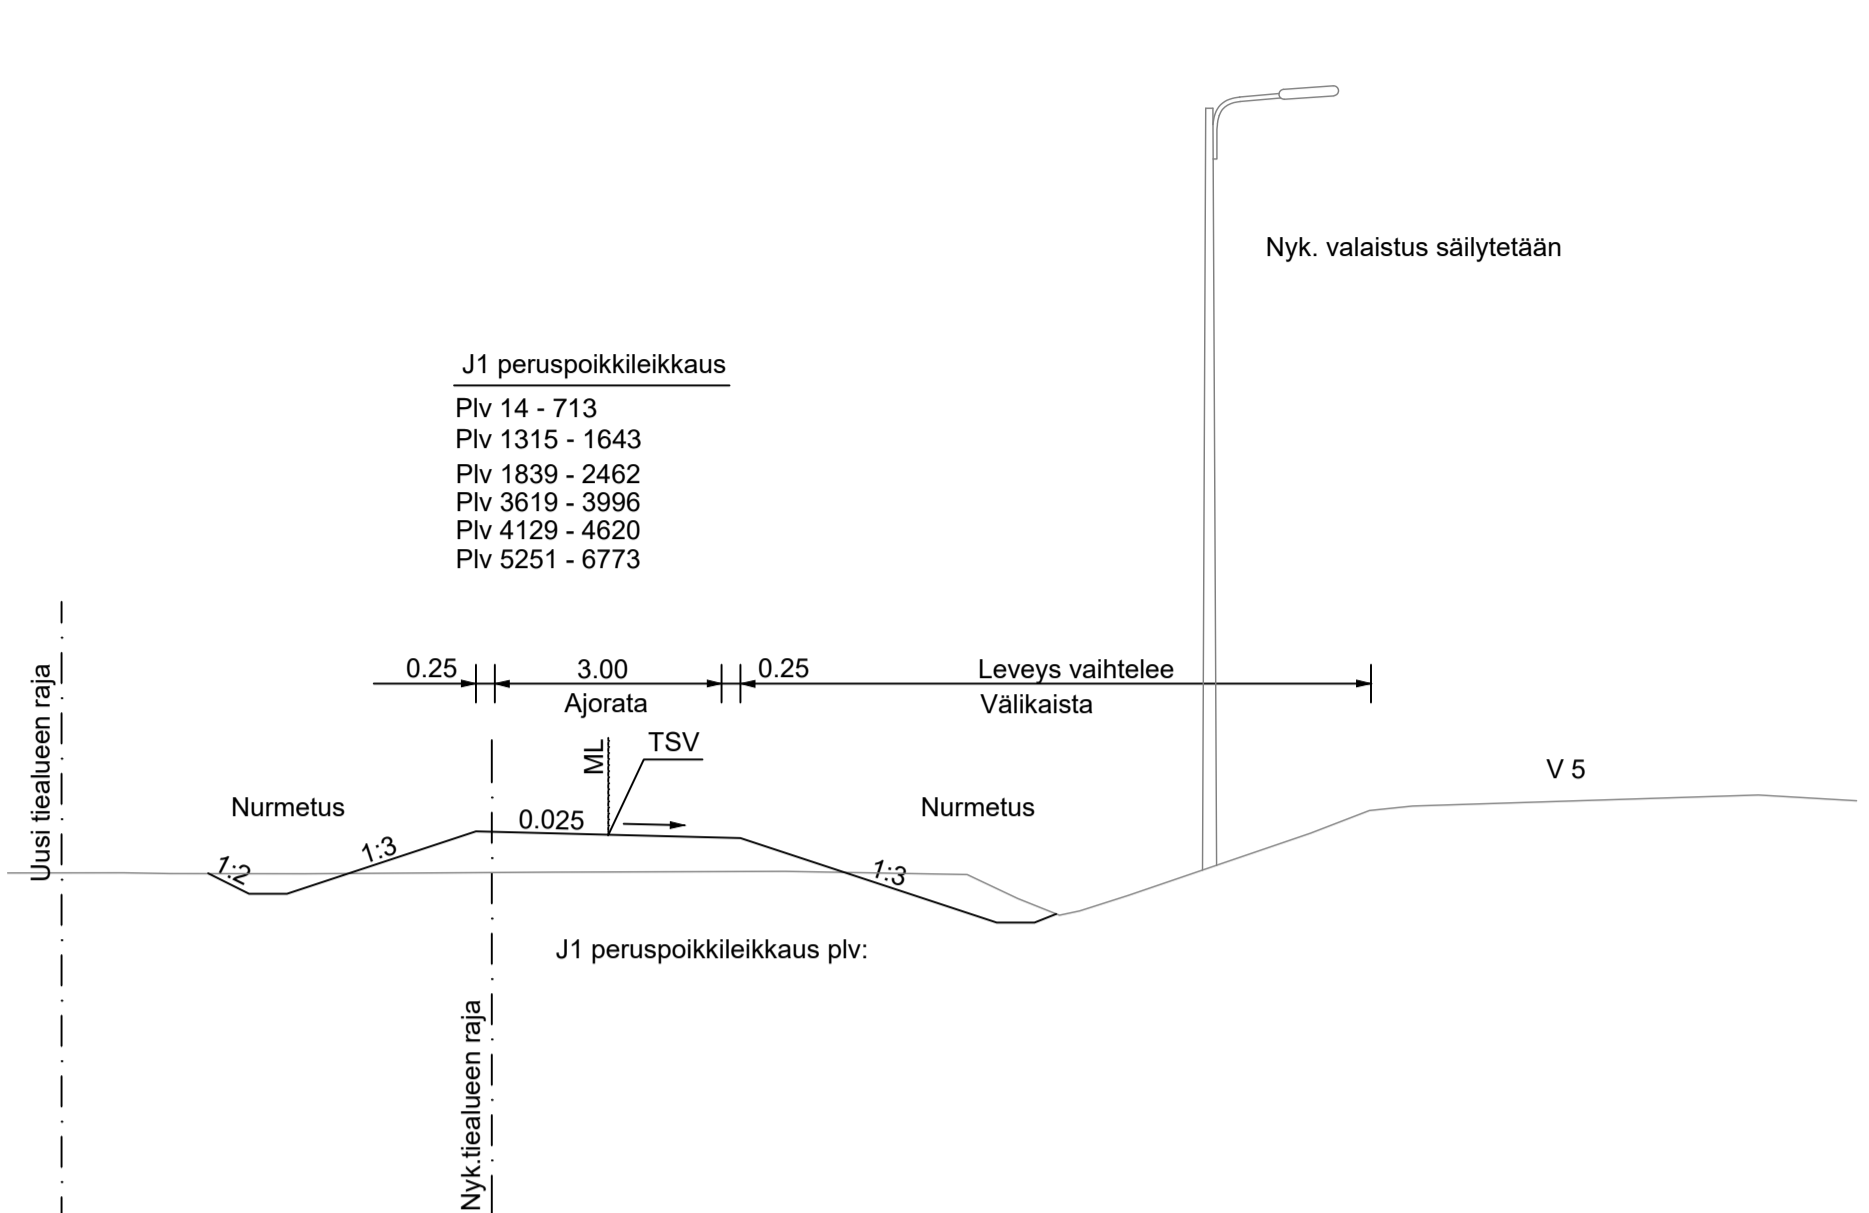 Nyk. valaistus säilytetään
J1 peruspoikkileikkaus
Plv 14 - 713
Plv 1315 - 1643
Plv 1839 - 2462
Plv 3619 - 3996
Plv 4129 - 4620
Plv 5251 - 6773
0.25
3.00
0.25
Leveys vaihtelee
Ajorata
Välikaista
Uusi tiealueen raja
ML
TSV
V 5
Nurmetus
0.025
Nurmetus
1:2
1:3
1:3
J1 peruspoikkileikkaus plv:
Nyk.tiealueen raja